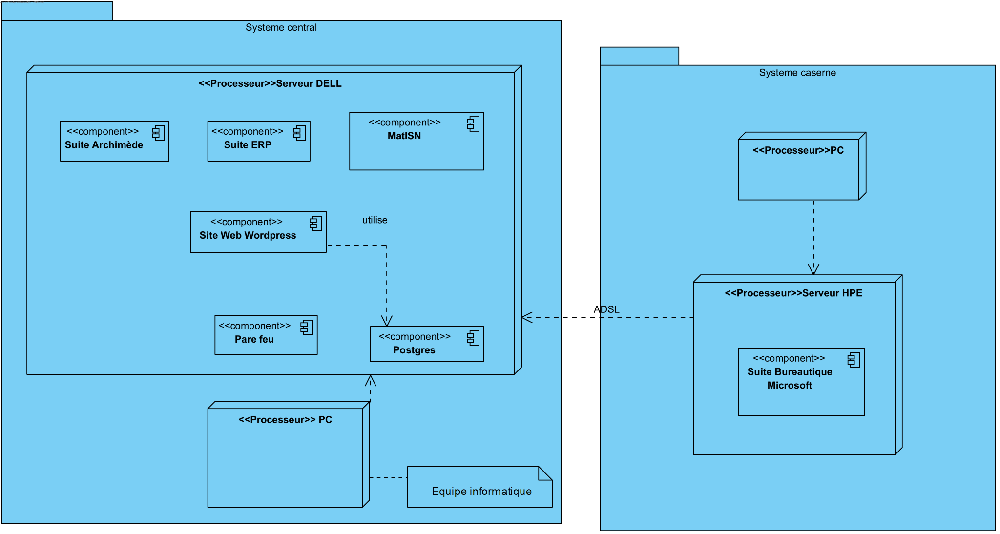 Systeme central
<<Processeur>>Serveur DELL
<<component>>
Suite Archimède
<<component>>
Suite ERP
<<component>>
MatISN
<<component>>
Site Web Wordpress
utilise
<<component>>
Pare feu
<<component>>
Postgres
<<Processeur>> PC
Equipe informatique
ADSL
Systeme caserne
<<Processeur>>PC
<<Processeur>>Serveur HPE
<<component>>
Suite Bureautique
Microsoft